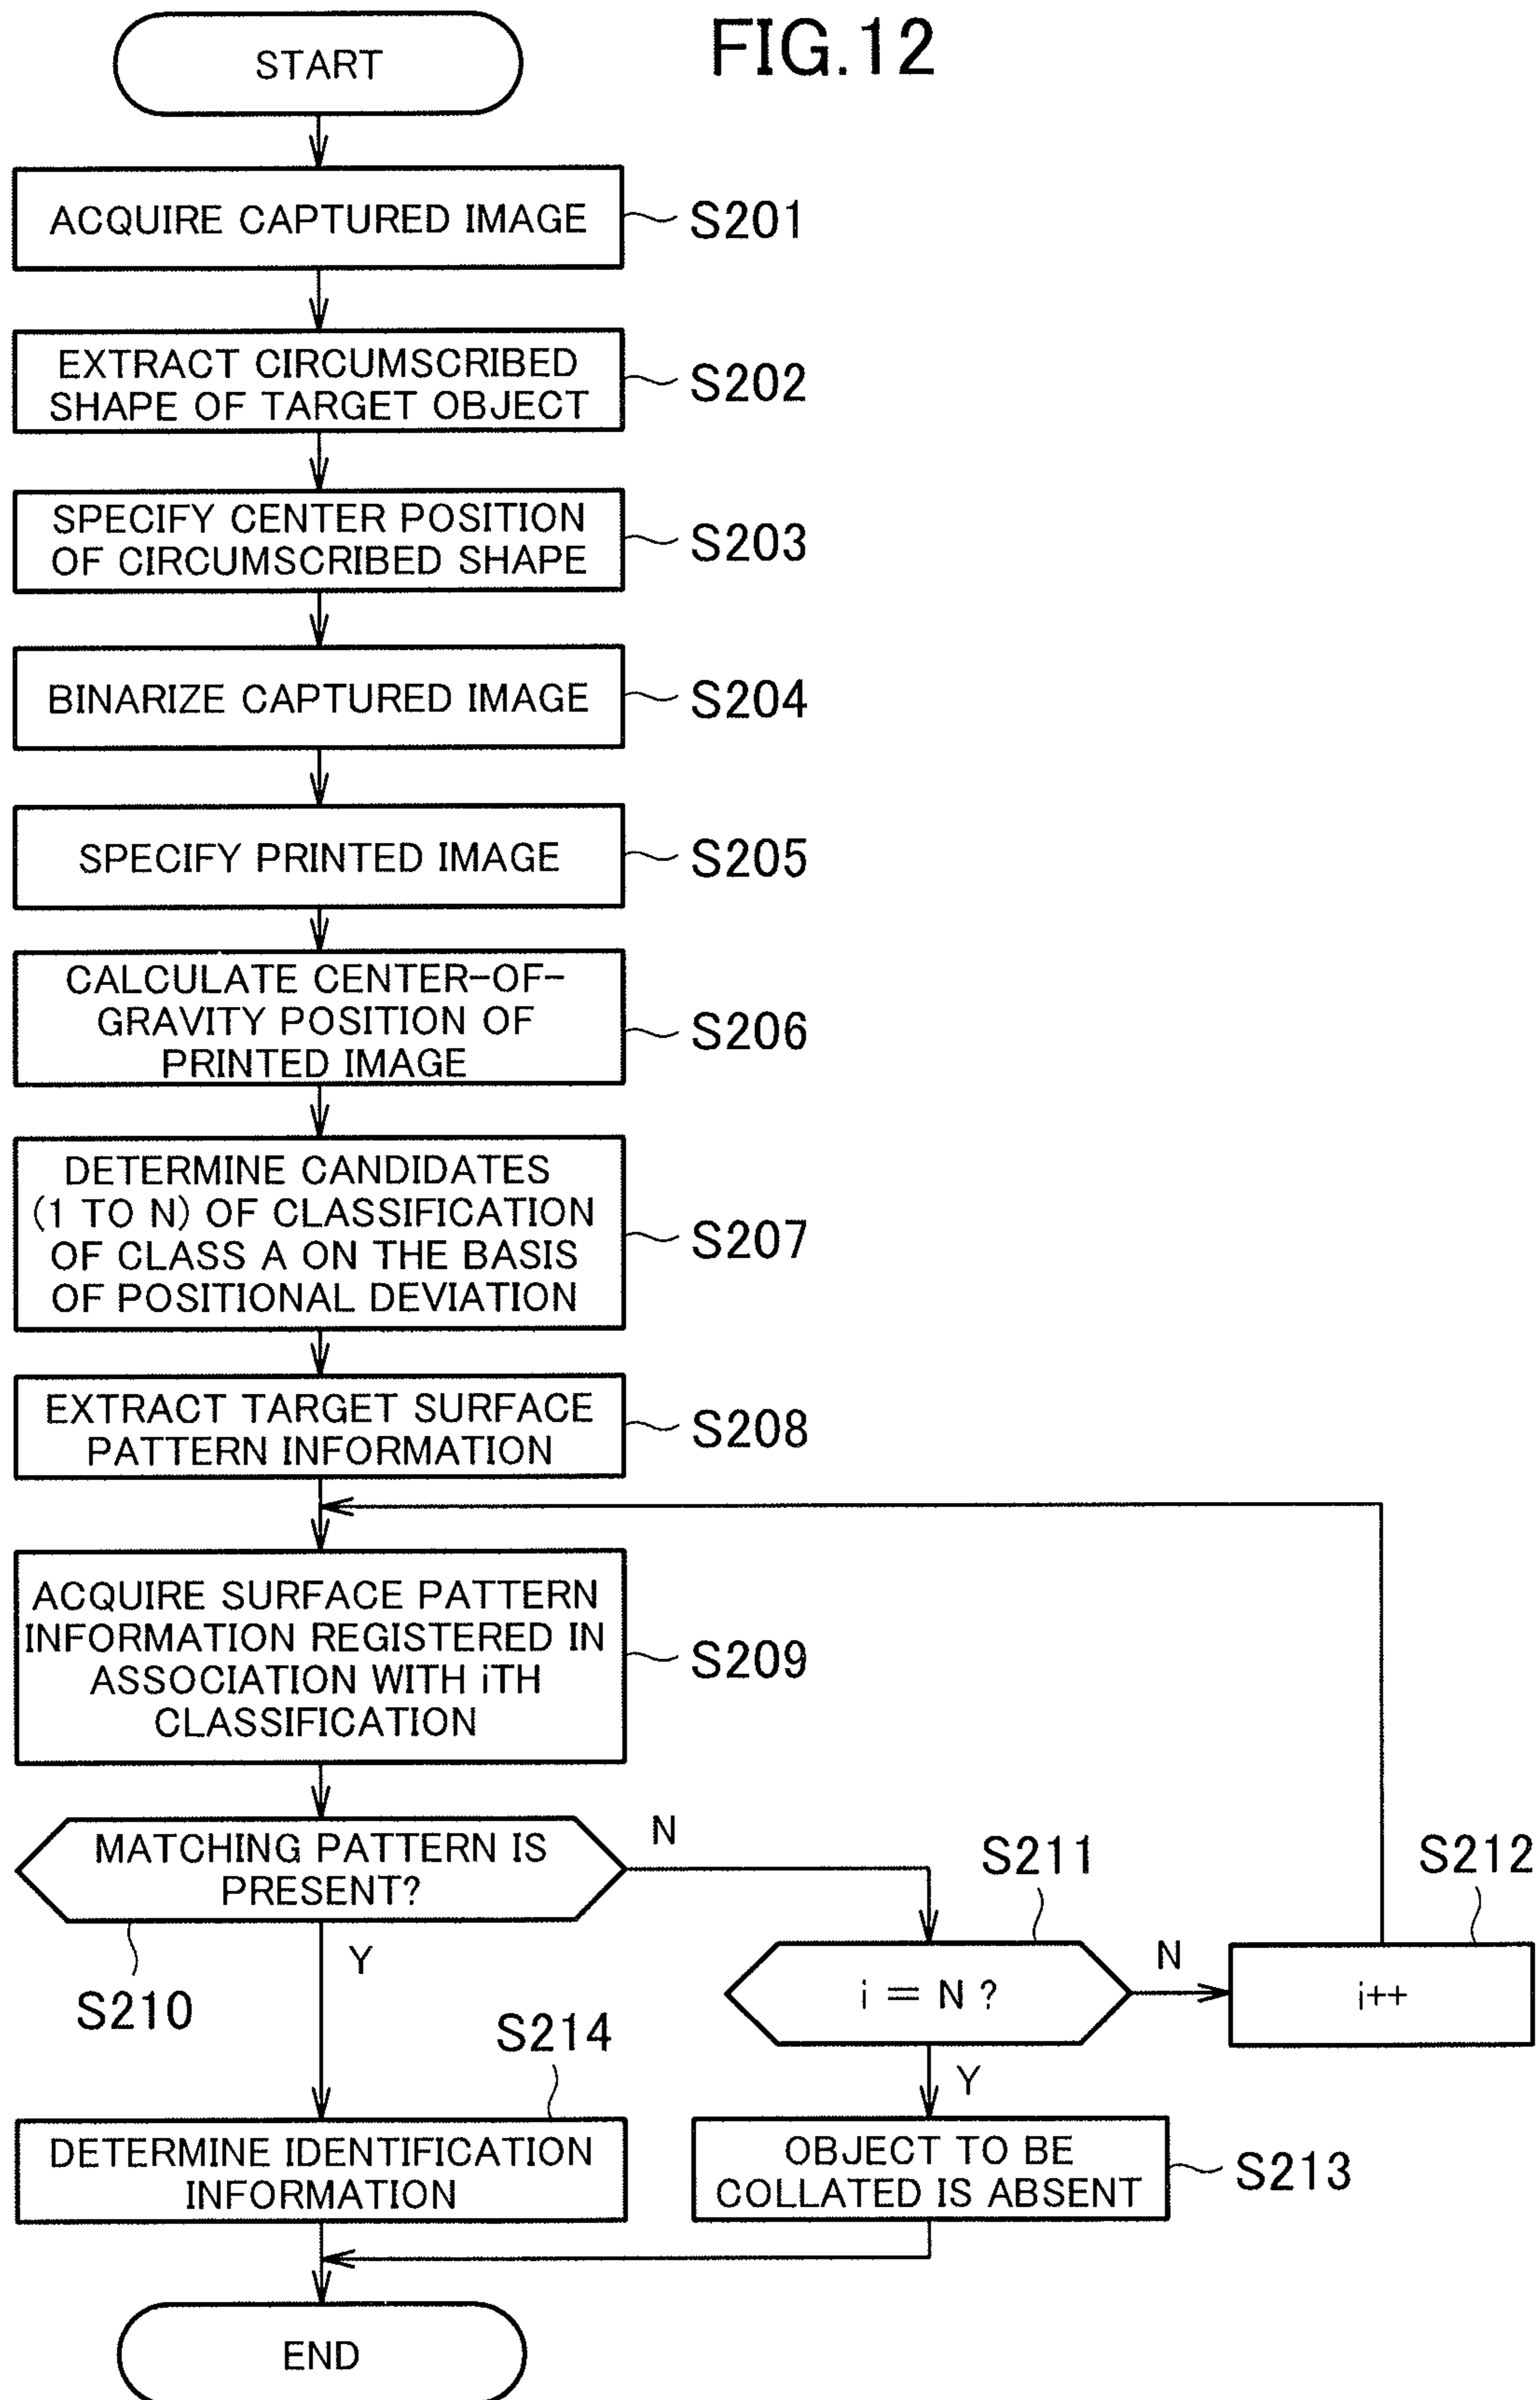 FIG.12
START
ACQUIRE CAPTURED IMAGE
S201
EXTRACT CIRCUMSCRIBED
SHAPE OF TARGET OBJECT
S202
SPECIFY CENTER POSITION
OF CIRCUMSCRIBED SHAPE
S203
BINARIZE CAPTURED IMAGE
S204
SPECIFY PRINTED IMAGE
S205
CALCULATE CENTER-OF-
GRAVITY POSITION OF
PRINTED IMAGE
S206
DETERMINE CANDIDATES
(1 TO N) OF CLASSIFICATION
OF CLASS A ON THE BASIS
OF POSITIONAL DEVIATION
S207
EXTRACT TARGET SURFACE
PATTERN INFORMATION
S208
ACQUIRE SURFACE PATTERN
INFORMATION REGISTERED IN
ASSOCIATION WITH iTH
CLASSIFICATION
S209
MATCHING PATTERN IS
PRESENT?
N
Y
S210
S211
i = N ?
N
Y
S212
i++
S214
DETERMINE IDENTIFICATION
INFORMATION
OBJECT TO BE
COLLATED IS ABSENT
S213
END